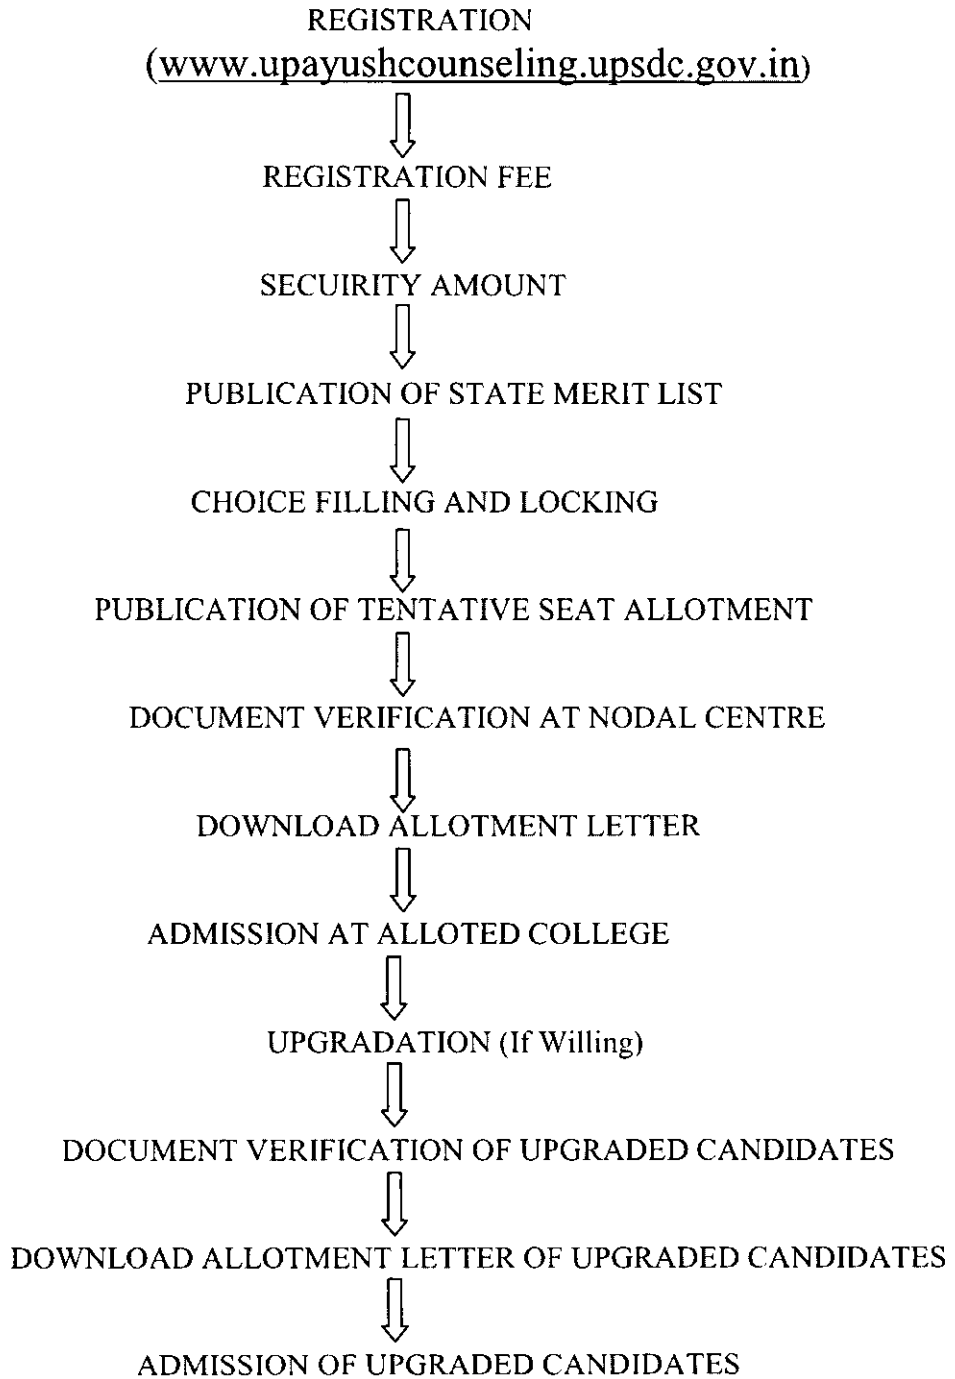 REGISTRATION
(www.upayushcounseling.upsdc.gov.in)
REGISTRATION FEE
SECUIRITY AMOUNT
PUBLICATION OF STATE MERIT LIST
CHOICE FILLING AND LOCKING
PUBLICATION OF TENTATIVE SEAT ALLOTMENT
DOCUMENT VERIFICATION AT NODAL CENTRE
DOWNLOAD ALLOTMENT LETTER
ADMISSION AT ALLOTED COLLEGE
UPGRADATION (If Willing)
DOCUMENT VERIFICATION OF UPGRADED CANDIDATES
DOWNLOAD ALLOTMENT LETTER OF UPGRADED CANDIDATES
ADMISSION OF UPGRADED CANDIDATES